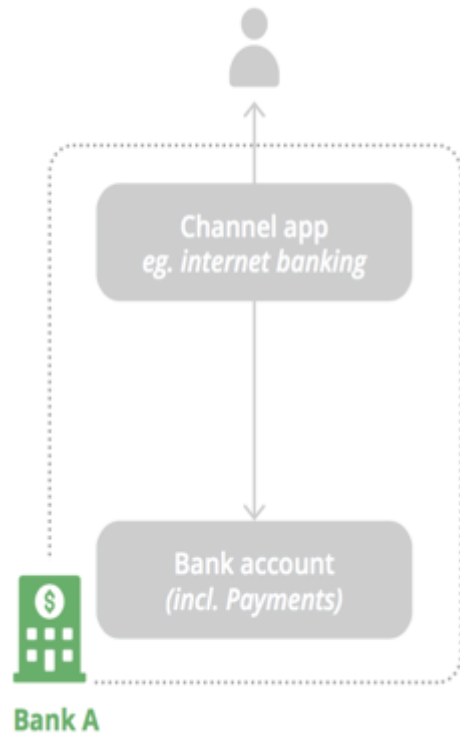 Channel app
eg. internet banking
Bank account
(incl. Payments)
$
Bank A